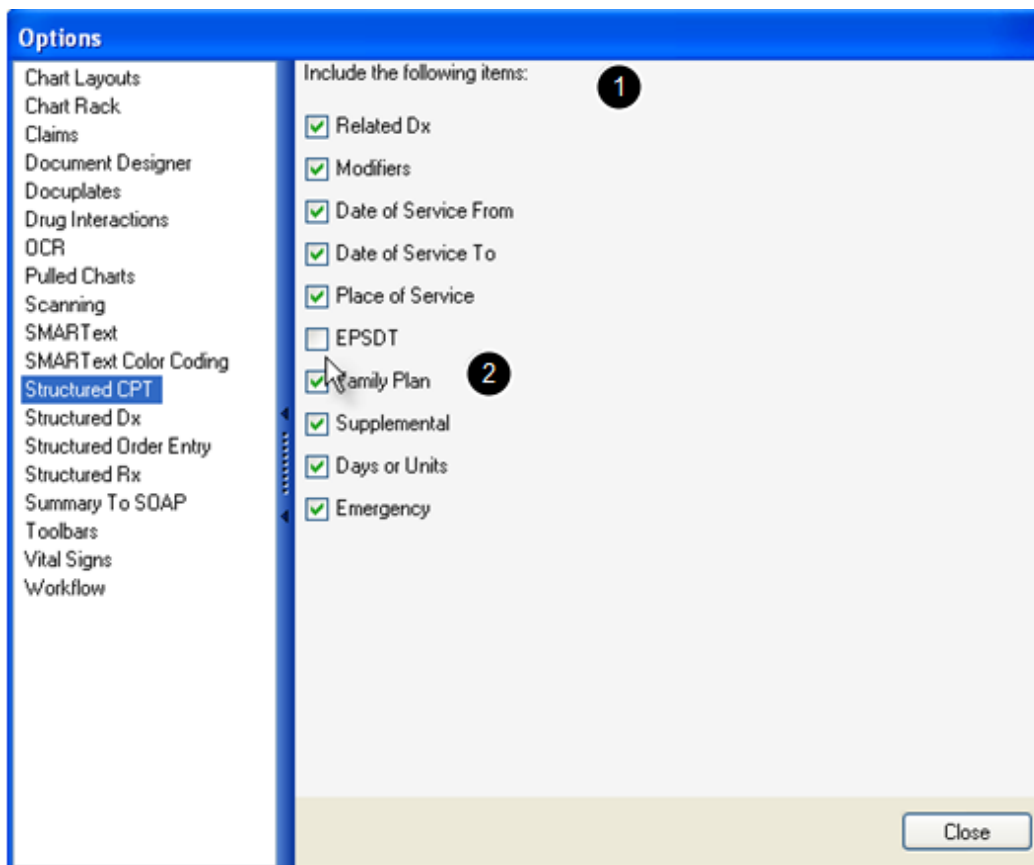 Options
Chart Layouts
Chart Rack
Claims
Document Designer
Docuplates
Drug Interactions
OCR
Pulled Charts
Scanning
SMARText
SMARText Color Coding
Structured CPT
Structured Dx
Structured Order Entry
Structured Rx
Summary To SOAP
Toolbars
Vital Signs
Workflow
Include the following items:
1
Related Dx
Modifiers
Date of Service From
Date of Service To
Place of Service
EPSDT
Family Plan
2
Supplemental
Days or Units
Emergency
Close